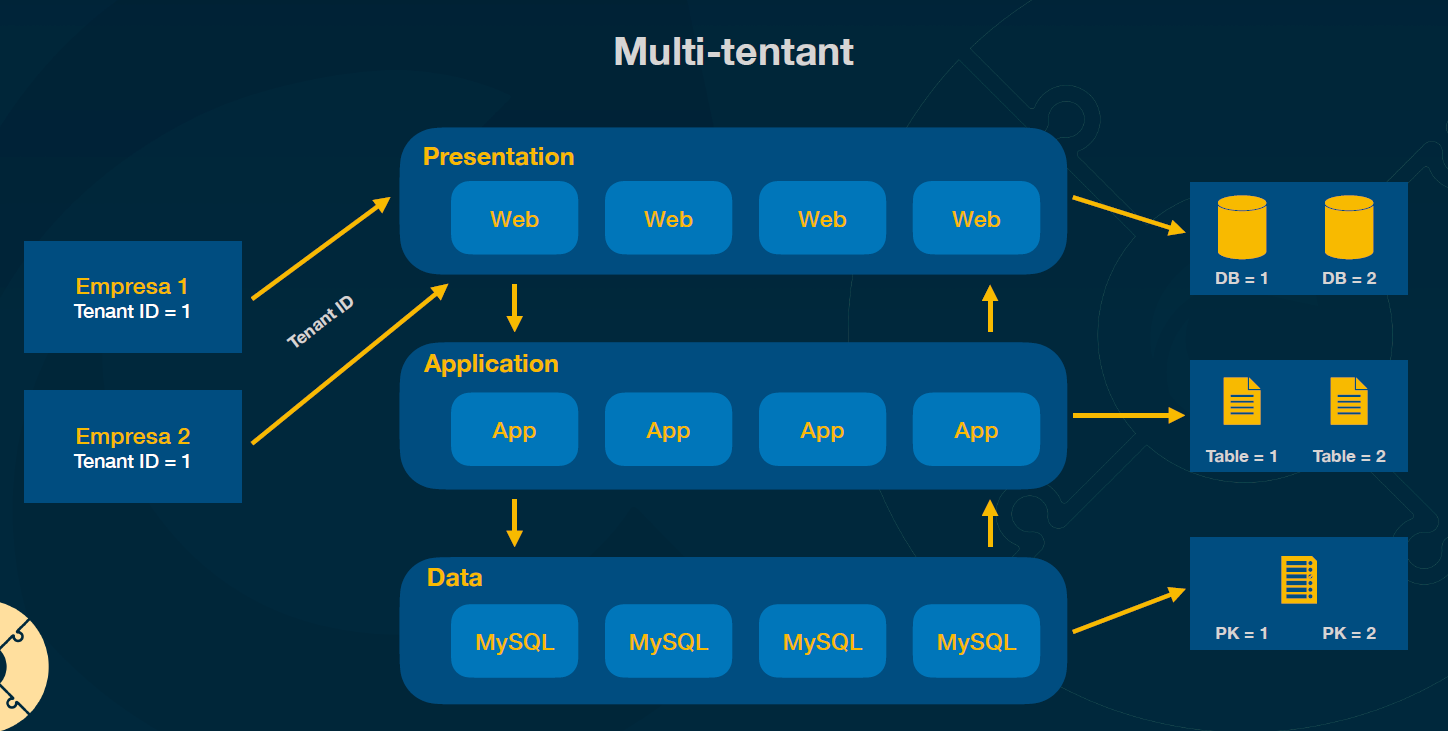 Multi-tentant
Empresa 1
Tenant ID = 1
Empresa 2
Tenant ID = 1
Tenant ID
Presentation
Web
Web
Web
Web
Application
App
App
App
App
Data
MySQL
MySQL
MySQL
MySQL
DB = 1
DB = 2
Table = 1
Table = 2
PK = 1
PK = 2